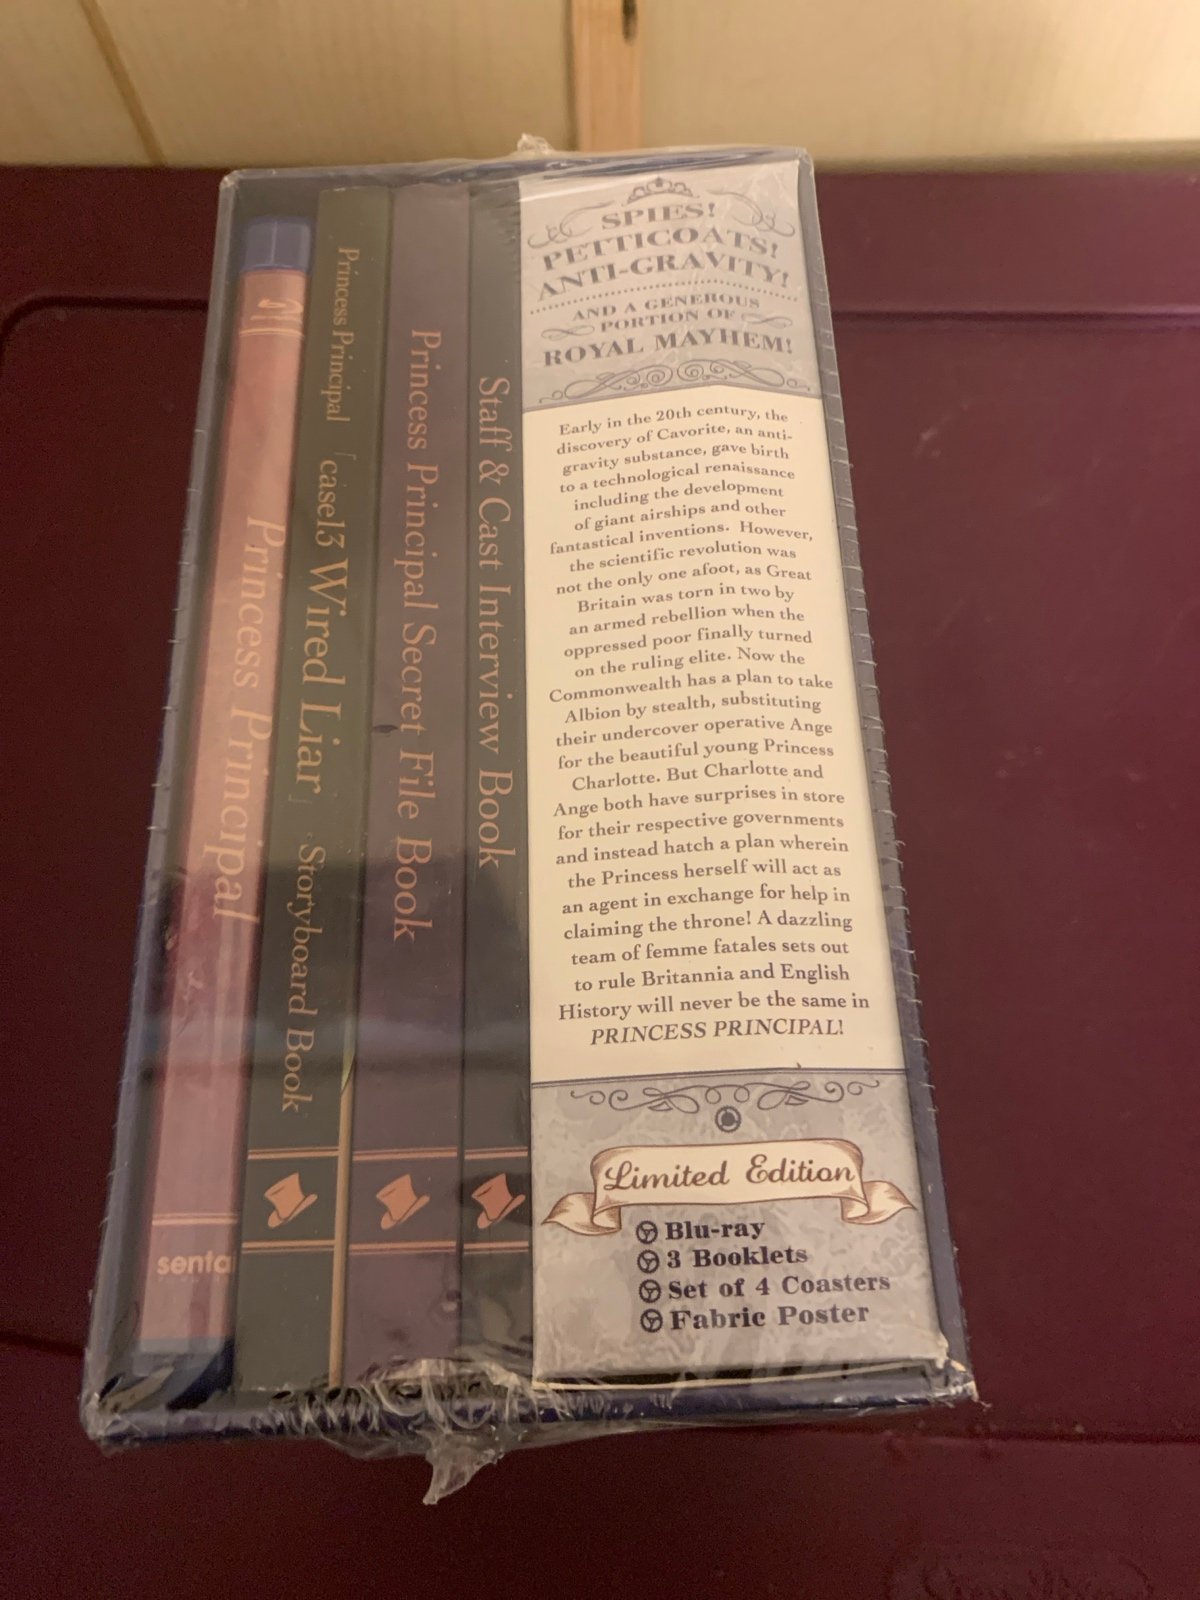 Princess Principal
sentai
Princess Principal 「case13 Wired Liar」 Storyboard Book
Princess Principal Secret File Book
Staff & Cast Interview Book
SPIES!
PETTICOATS!
ANTI-GRAVITY!
AND A GENEROUS
PORTION OF
ROYAL MAYHEM!
Early in the 20th century, the
discovery of Cavorite, an anti-
gravity substance, gave birth
to a technological renaissance
including the development
of giant airships and other
fantastical inventions. However,
the scientific revolution was
not the only one afoot, as Great
Britain was torn in two by
an armed rebellion when the
oppressed poor finally turned
on the ruling elite. Now the
Commonwealth has a plan to take
Albion by stealth, substituting
their undercover operative Ange
for the beautiful young Princess
Charlotte. But Charlotte and
Ange both have surprises in store
for their respective governments
and instead hatch a plan wherein
the Princess herself will act as
an agent in exchange for help in
claiming the throne! A dazzling
team of femme fatales sets out
to rule Britannia and English
History will never be the same in
PRINCESS PRINCIPAL!
Limited Edition
Blu-ray
3 Booklets
Set of 4 Coasters
Fabric Poster